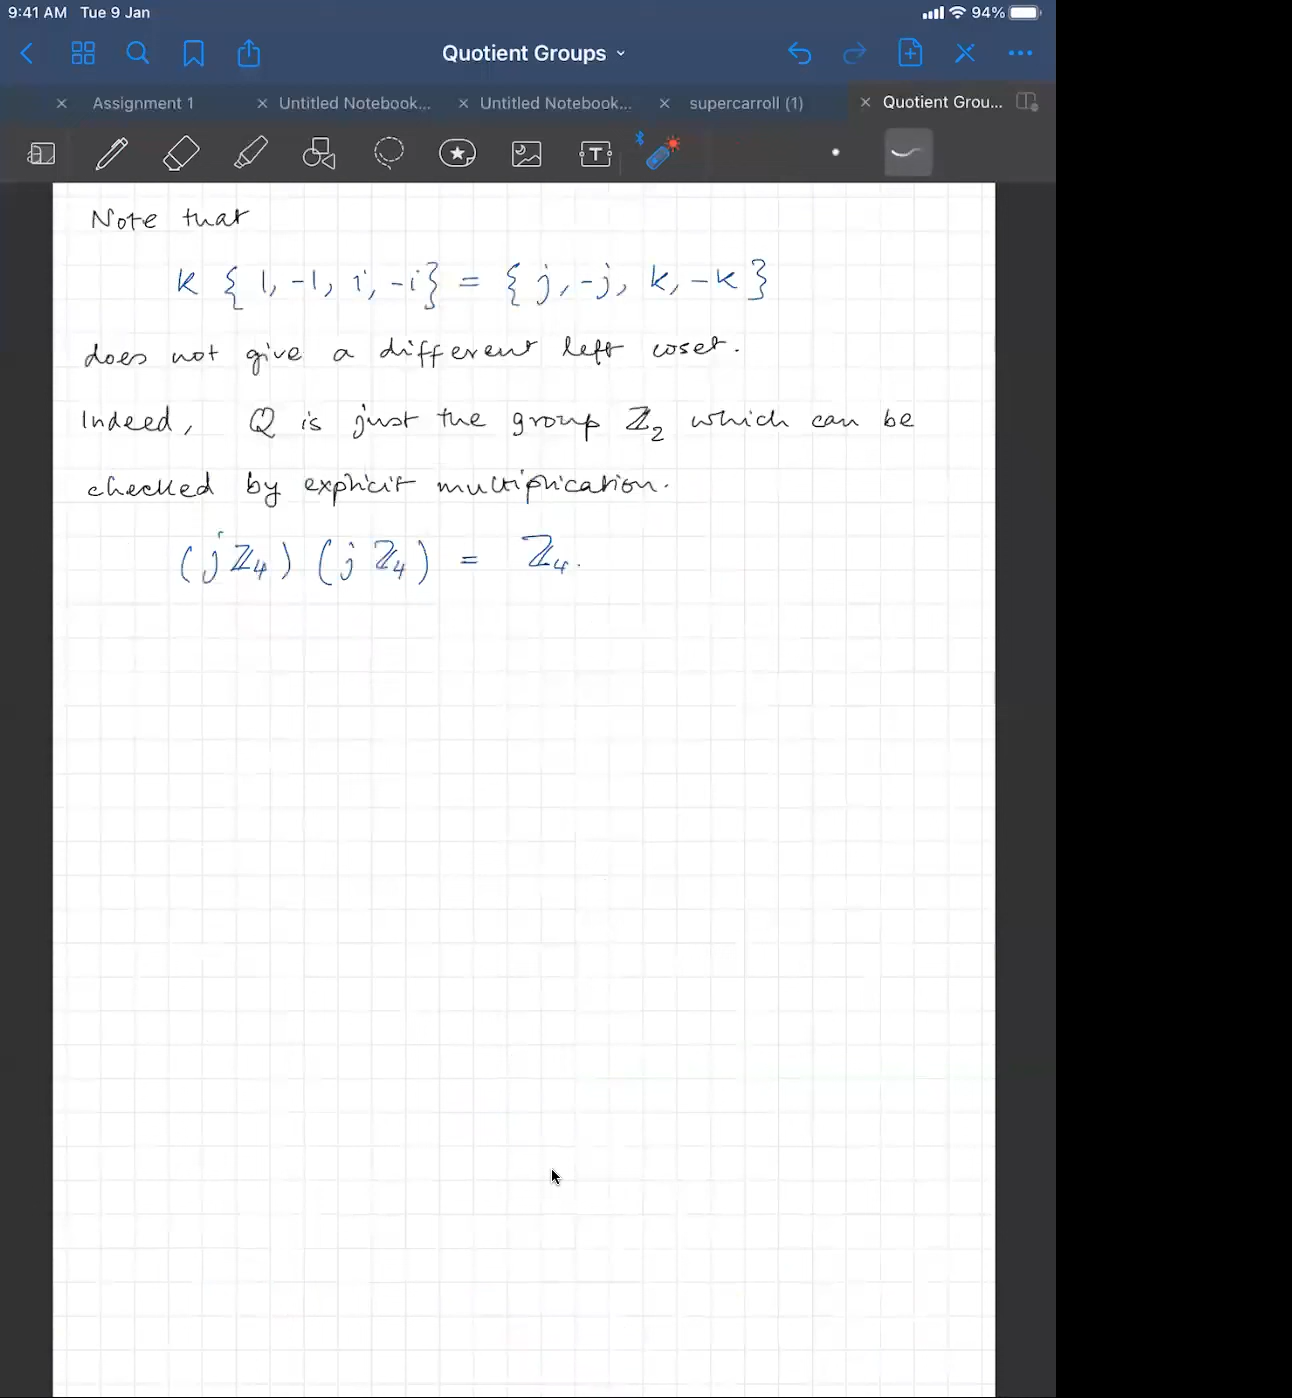 9:41 AM Tue 9 Jan 94%
Quotient Groups
Assignment 1 Untitled Notebook... Untitled Notebook... supercarroll (1) Quotient Grou...
T
Note that
k { 1, -1, i, -i} = { j, -j, k, -k }
does not give a different left coset.
Indeed, Q is just the group ℤ₂ which can be
checked by explicit multiplication.
(jℤ₄) (jℤ₄) = ℤ₄.